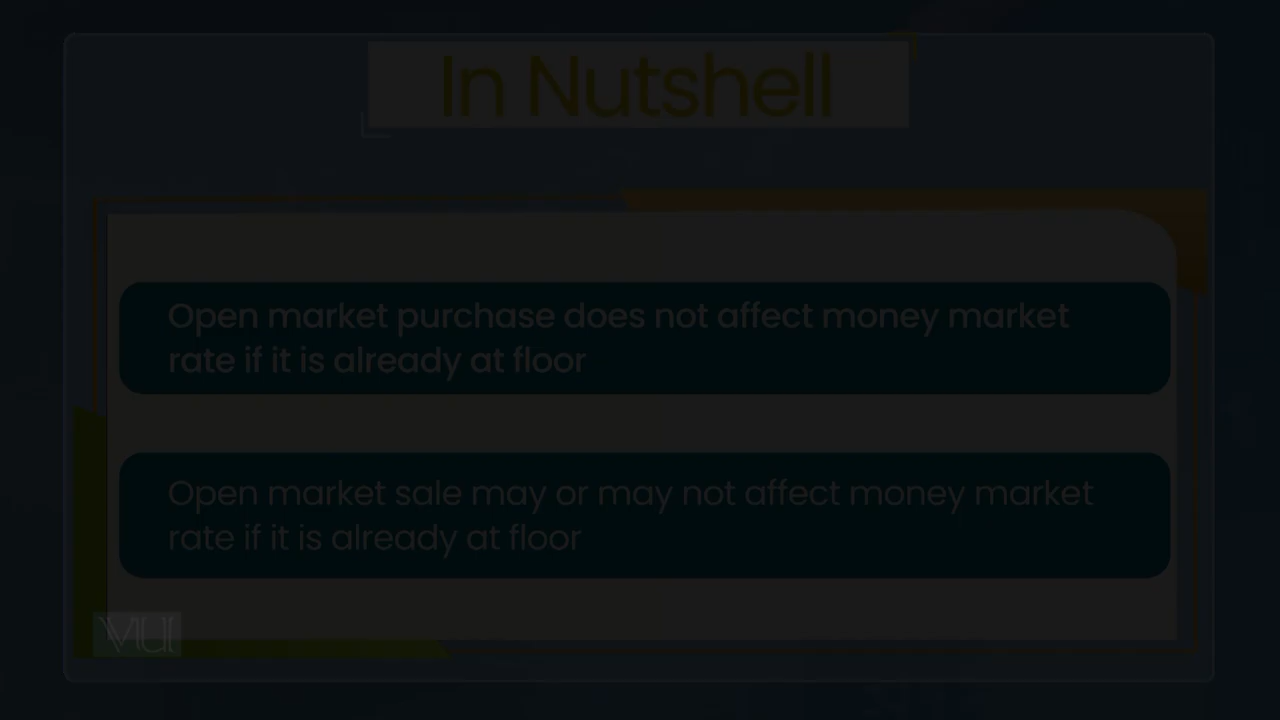 In Nutshell
Open market purchase does not affect money market
rate if it is already at floor
Open market sale may or may not affect money market
rate if it is already at floor
VU